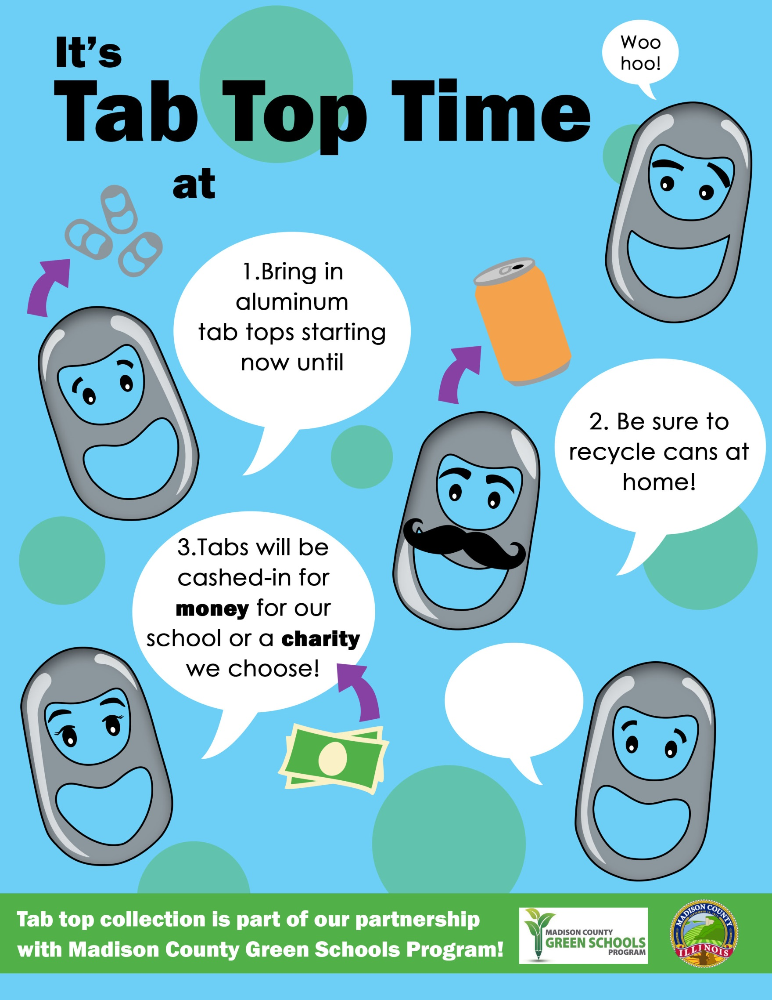 It's
Tab Top Time
at
Woo
hoo!
1.Bring in
aluminum
tab tops starting
now until
2. Be sure to
recycle cans at
home!
3.Tabs will be
cashed-in for
money for our
school or a charity
we choose!
Tab top collection is part of our partnership
with Madison County Green Schools Program!
MADISON COUNTY
GREEN SCHOOLS
PROGRAM
MADISON COUNTY
ILLINOIS